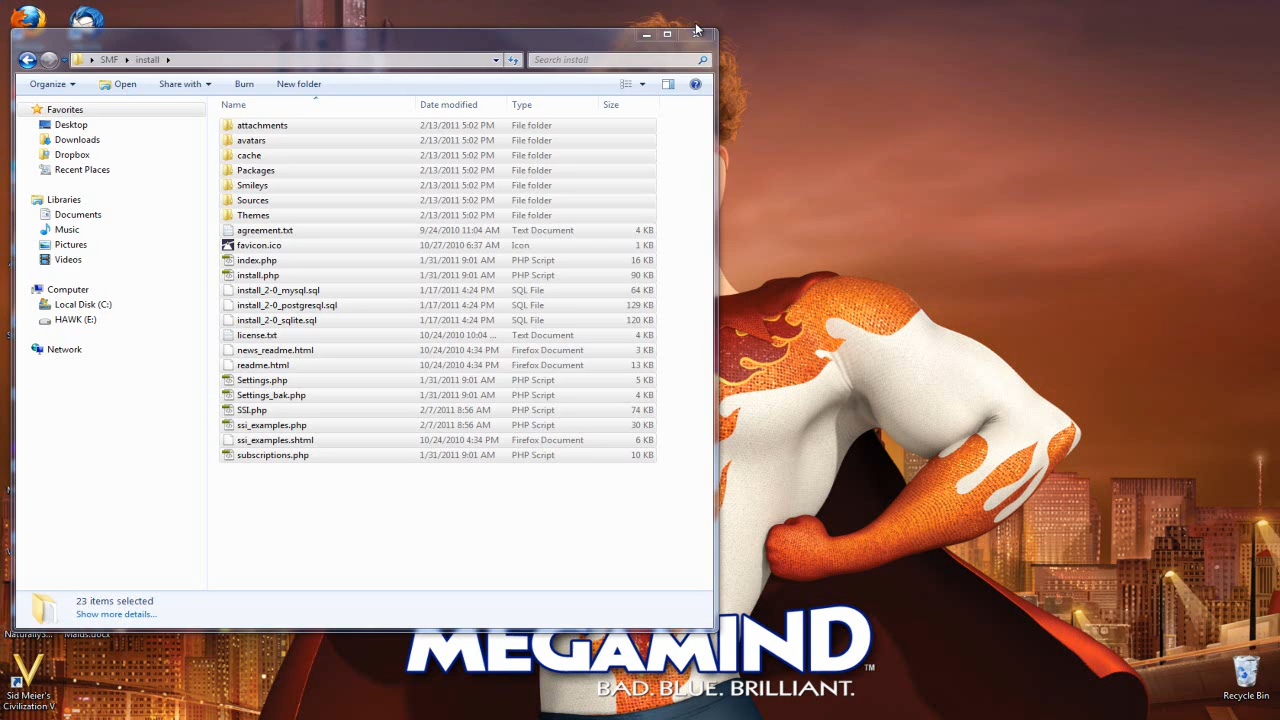 SMF install
Search install
Organize Open Share with Burn New folder
Name Date modified Type Size
Favorites
Desktop
Downloads
Dropbox
Recent Places
Libraries
Documents
Music
Pictures
Videos
Computer
Local Disk (C:)
HAWK (E:)
Network
attachments 2/13/2011 5:02 PM File folder
avatars 2/13/2011 5:02 PM File folder
cache 2/13/2011 5:02 PM File folder
Packages 2/13/2011 5:02 PM File folder
Smileys 2/13/2011 5:02 PM File folder
Sources 2/13/2011 5:02 PM File folder
Themes 2/13/2011 5:02 PM File folder
agreement.txt 9/24/2010 11:04 AM Text Document 4 KB
favicon.ico 10/27/2010 6:37 AM Icon 1 KB
index.php 1/31/2011 9:01 AM PHP Script 16 KB
install.php 1/31/2011 9:01 AM PHP Script 90 KB
install_2-0_mysql.sql 1/17/2011 4:24 PM SQL File 64 KB
install_2-0_postgresql.sql 1/17/2011 4:24 PM SQL File 129 KB
install_2-0_sqlite.sql 1/17/2011 4:24 PM SQL File 120 KB
license.txt 10/24/2010 10:04 ... Text Document 4 KB
news_readme.html 10/24/2010 4:34 PM Firefox Document 3 KB
readme.html 10/24/2010 4:34 PM Firefox Document 13 KB
Settings.php 1/31/2011 9:01 AM PHP Script 5 KB
Settings_bak.php 1/31/2011 9:01 AM PHP Script 4 KB
SSI.php 2/7/2011 8:56 AM PHP Script 74 KB
ssi_examples.php 2/7/2011 8:56 AM PHP Script 30 KB
ssi_examples.shtml 10/24/2010 4:34 PM Firefox Document 6 KB
subscriptions.php 1/31/2011 9:01 AM PHP Script 10 KB
23 items selected
Show more details...
MEGAMIND TM
BAD. BLUE. BRILLIANT.
Sid Meier's
Civilization V
Recycle Bin